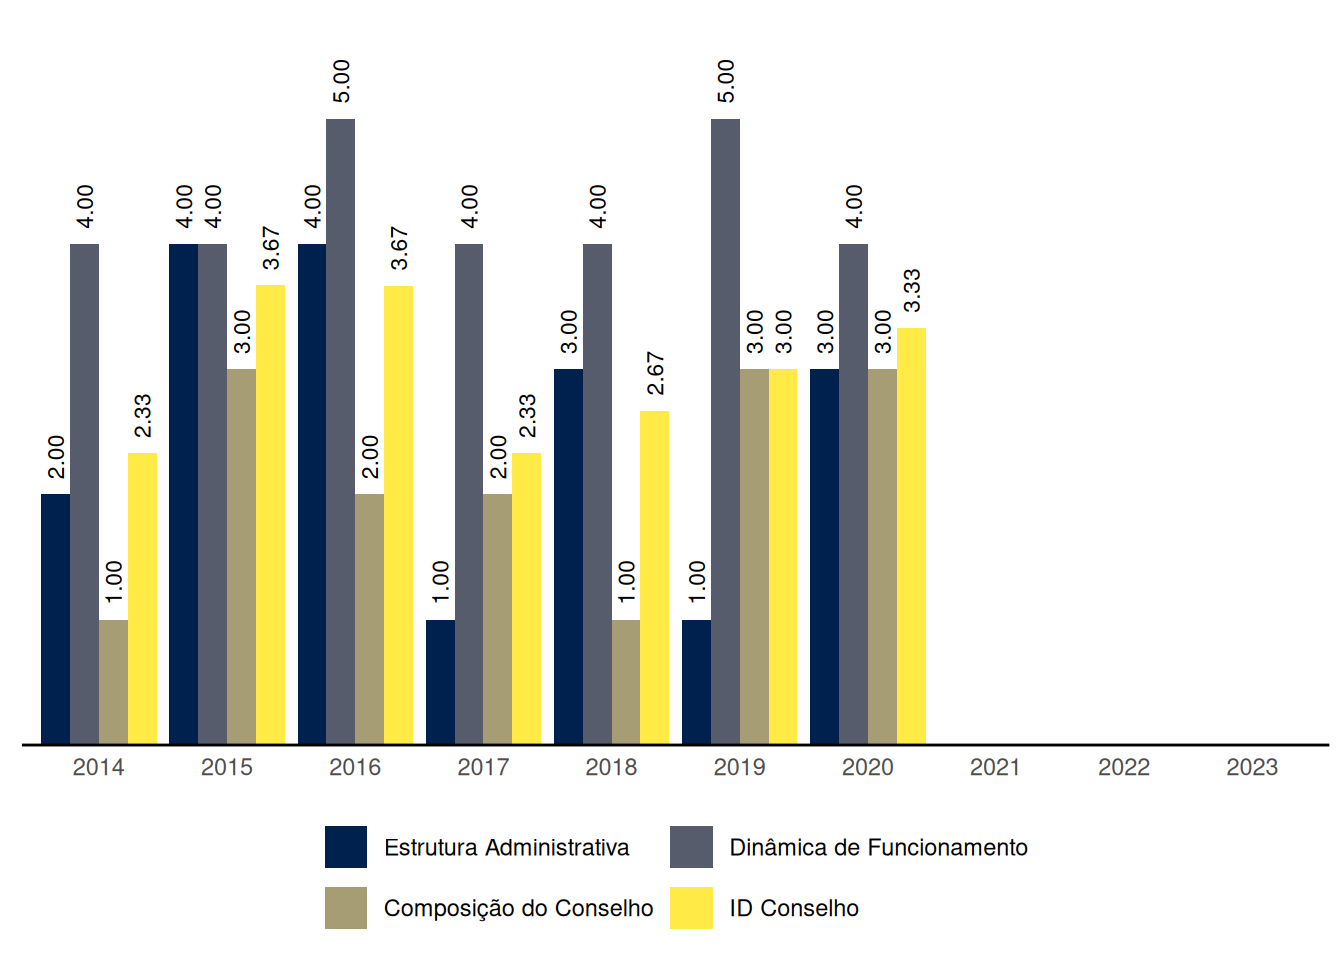 2.00 4.00 1.00 2.33 4.00 4.00 3.00 3.67 4.00 5.00 2.00 3.67 1.00 4.00 2.00 2.33 3.00 4.00 1.00 2.67 1.00 5.00 3.00 3.00 3.00 4.00 3.00 3.33
2014 2015 2016 2017 2018 2019 2020 2021 2022 2023
Estrutura Administrativa Dinâmica de Funcionamento
Composição do Conselho ID Conselho